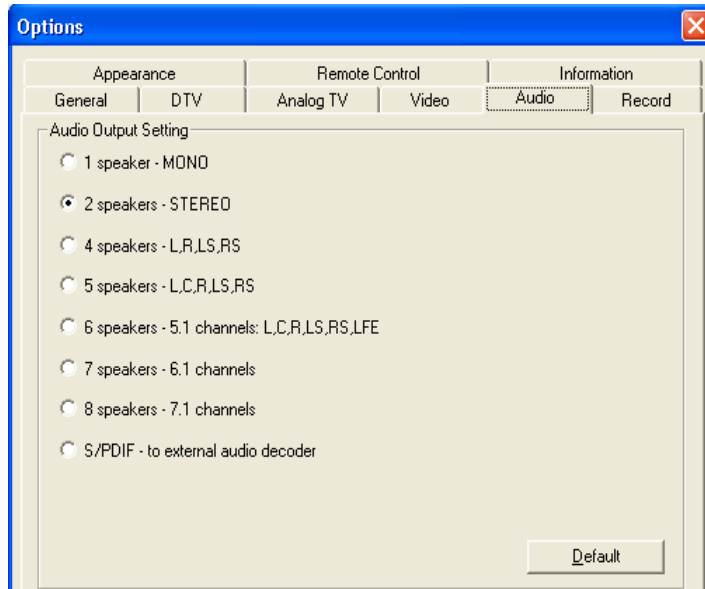 Options
Appearance Remote Control Information
General DTV Analog TV Video Audio Record
Audio Output Setting
1 speaker - MONO
2 speakers - STEREO
4 speakers - L,R,LS,RS
5 speakers - L,C,R,LS,RS
6 speakers - 5.1 channels: L,C,R,LS,RS,LFE
7 speakers - 6.1 channels
8 speakers - 7.1 channels
S/PDIF - to external audio decoder
Default